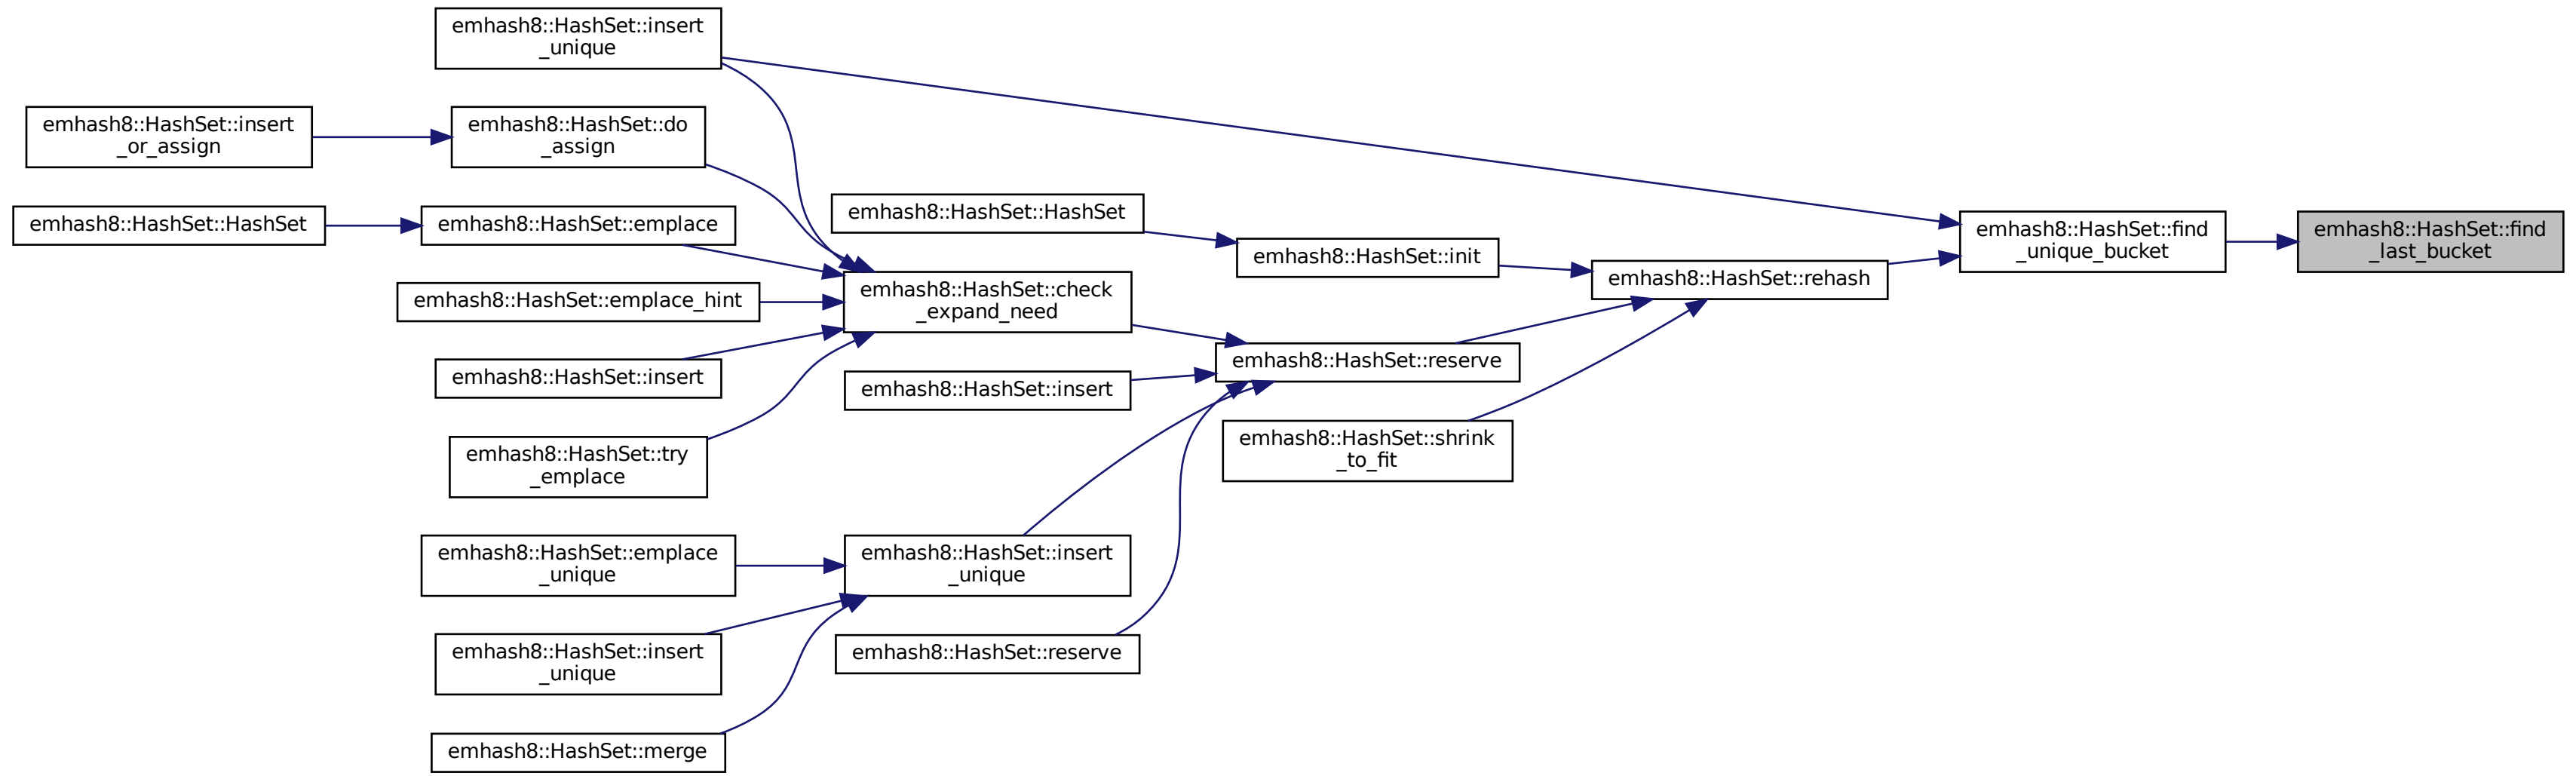 emhash8::HashSet::insert
_unique
emhash8::HashSet::insert
_or_assign
emhash8::HashSet::do
_assign
emhash8::HashSet::HashSet
emhash8::HashSet::emplace
emhash8::HashSet::HashSet
emhash8::HashSet::init
emhash8::HashSet::find
_unique_bucket
emhash8::HashSet::find
_last_bucket
emhash8::HashSet::rehash
emhash8::HashSet::emplace_hint
emhash8::HashSet::check
_expand_need
emhash8::HashSet::reserve
emhash8::HashSet::insert
emhash8::HashSet::insert
emhash8::HashSet::shrink
_to_fit
emhash8::HashSet::try
_emplace
emhash8::HashSet::emplace
_unique
emhash8::HashSet::insert
_unique
emhash8::HashSet::insert
_unique
emhash8::HashSet::reserve
emhash8::HashSet::merge